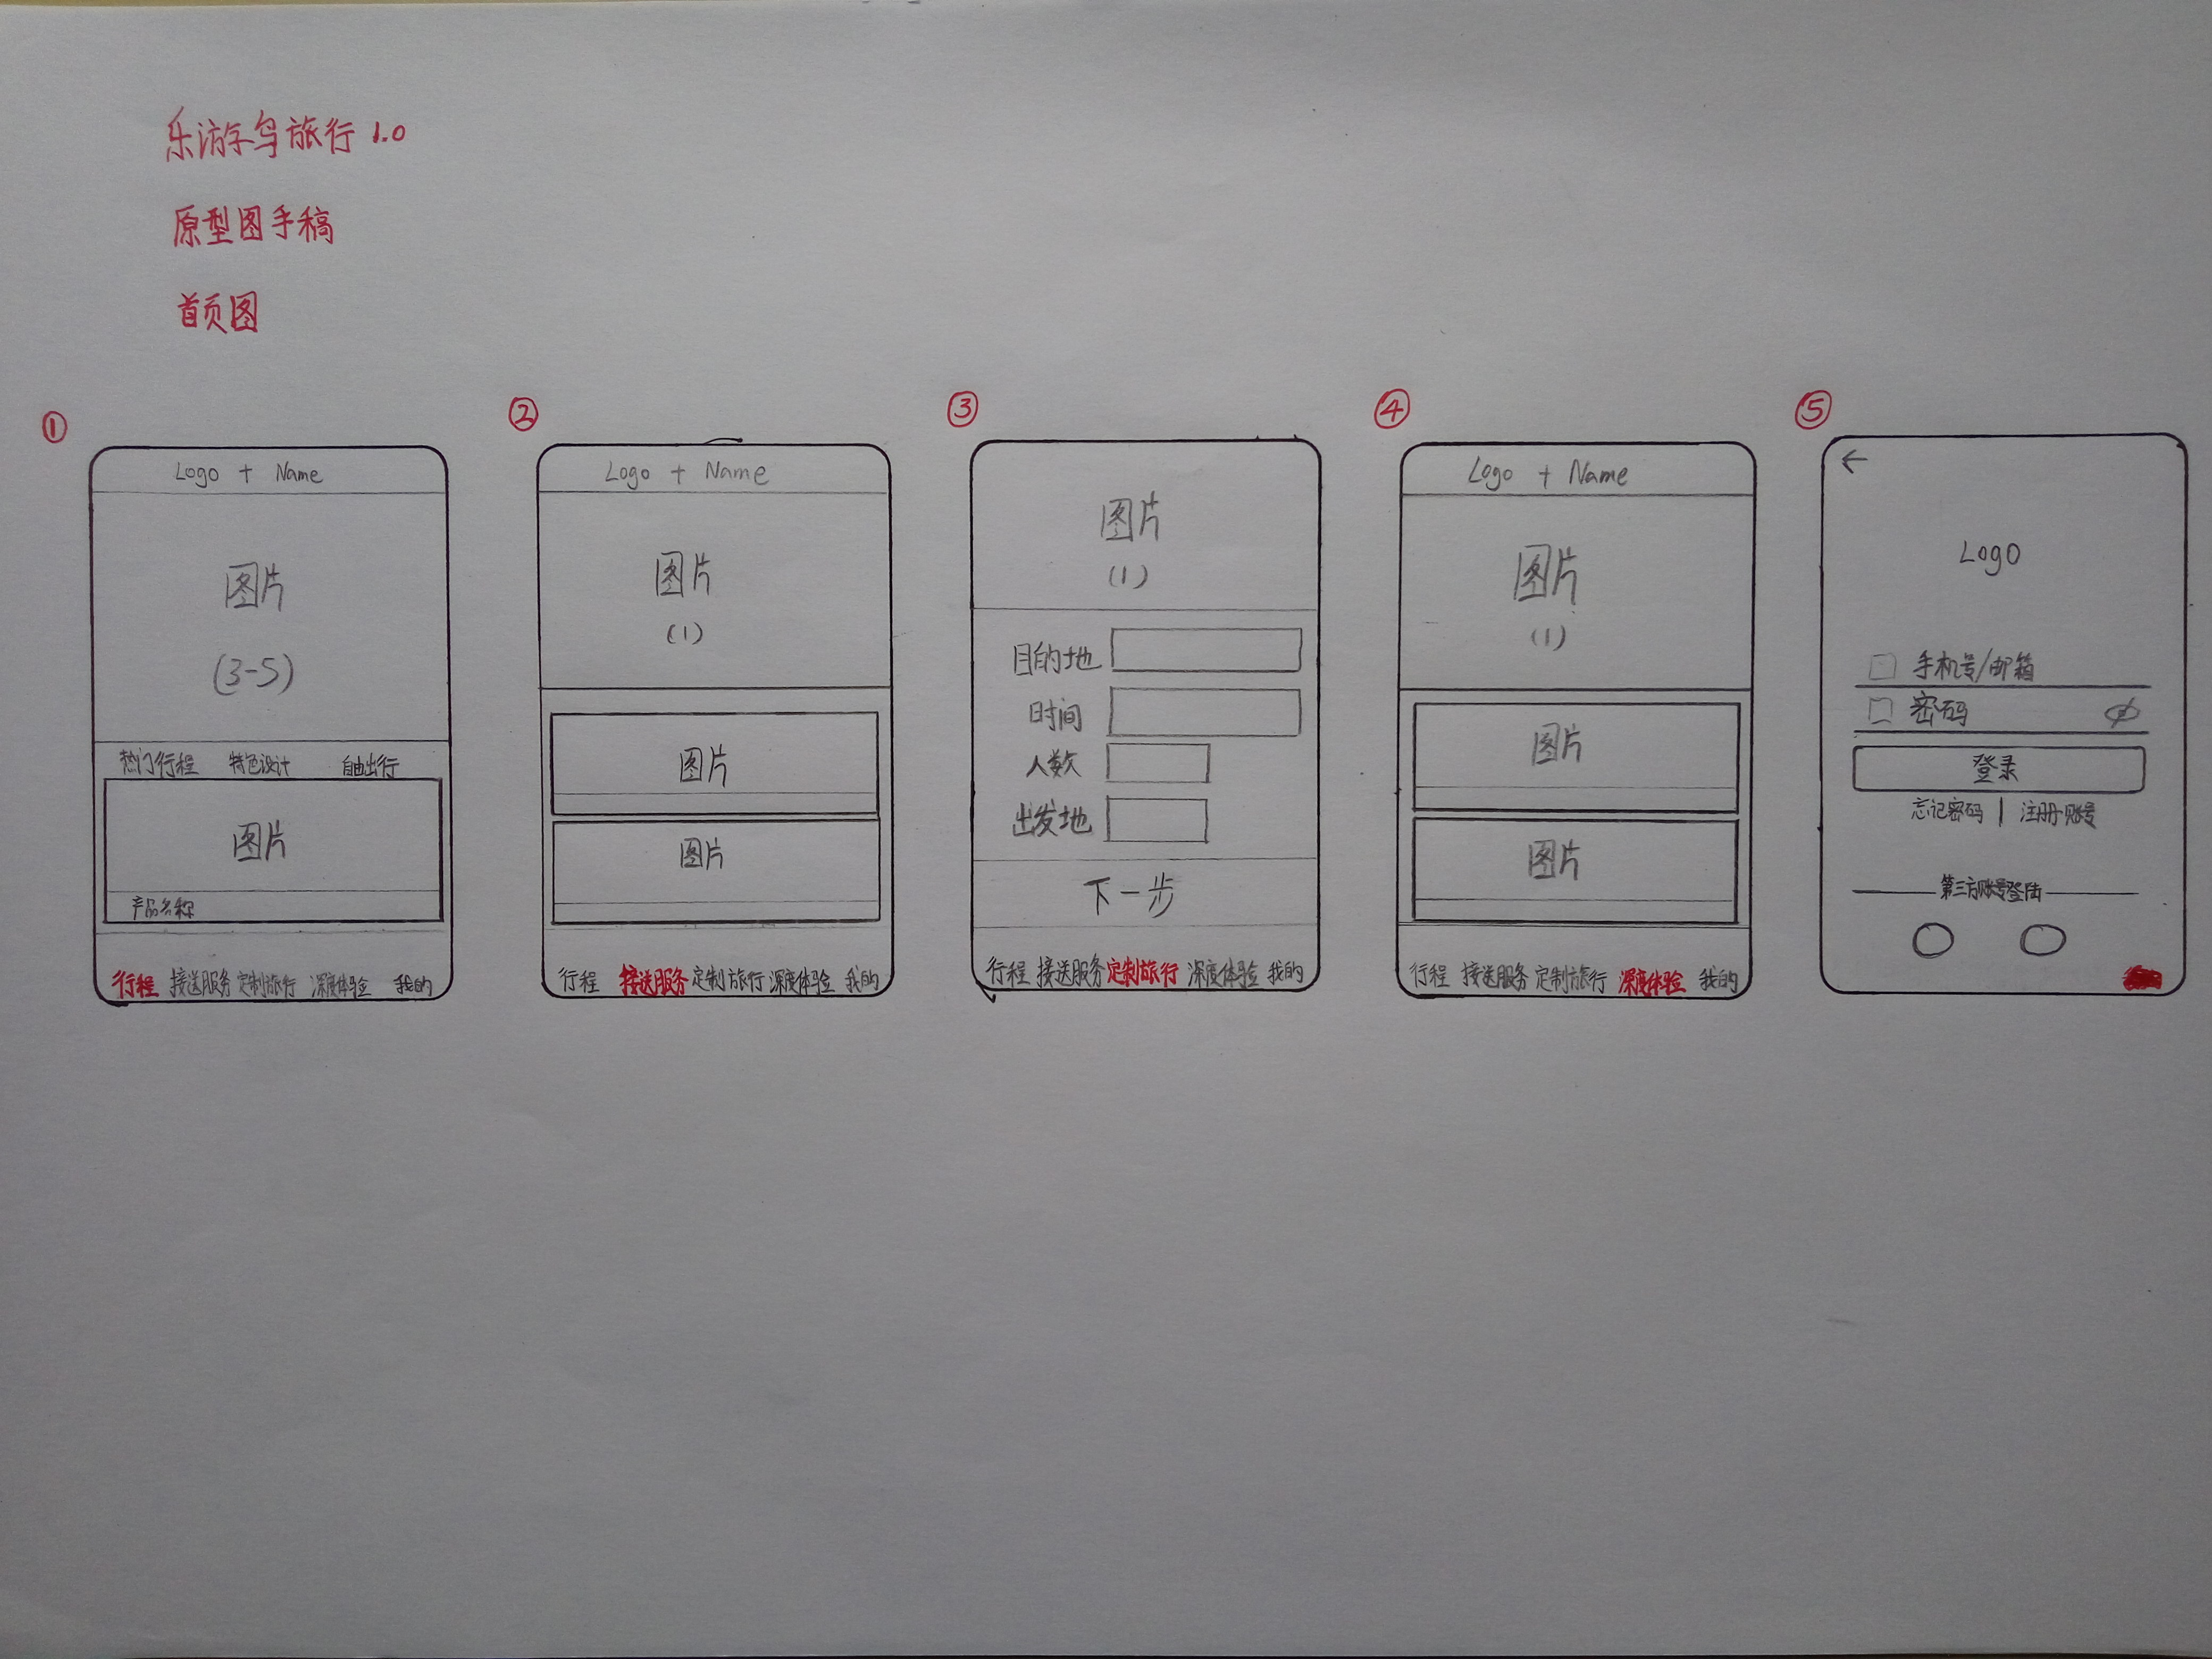 乐游鸟旅行 1.0
原型图手稿
首页图
①
Logo + Name
图片
(3-5)
热门行程 特色设计 自由出行
图片
产品名称
行程 接送服务 定制旅行 深度体验 我的
②
Logo + Name
图片
(1)
图片
图片
行程 接送服务 定制旅行 深度体验 我的
③
图片
(1)
目的地
时间
人数
出发地
下一步
行程 接送服务 定制旅行 深度体验 我的
④
Logo + Name
图片
(1)
图片
图片
行程 接送服务 定制旅行 深度体验 我的
⑤
←
Logo
手机号/邮箱
密码
登录
忘记密码 | 注册账号
第三方账号登陆